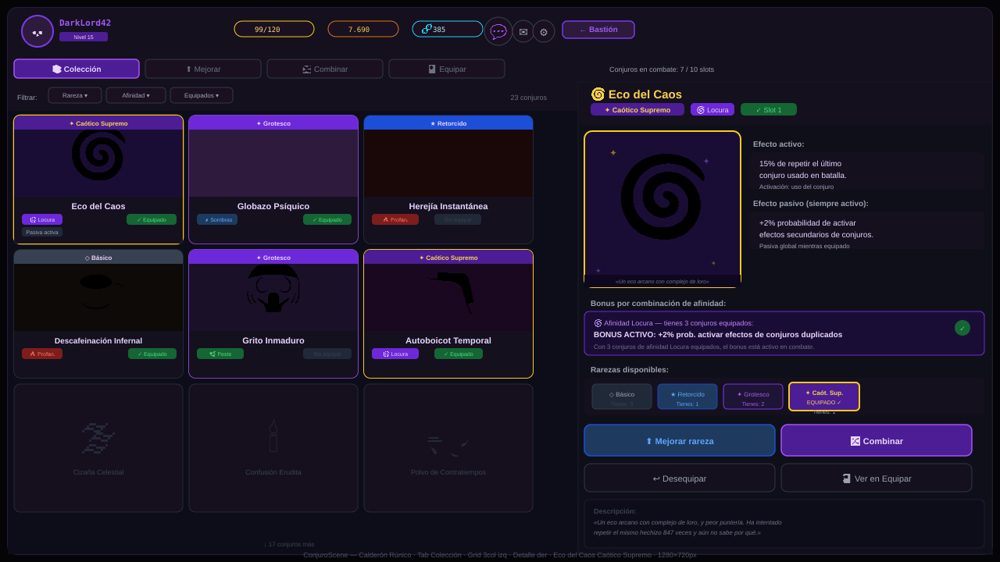 DarkLord42
Nivel 15
99/120
7.690
385
← Bastión
Colección
⬆ Mejorar
Combinar
Equipar
Conjuros en combate: 7 / 10 slots
Filtrar:
Rareza ▾
Afinidad ▾
Equipados ▾
23 conjuros
✦ Caótico Supremo
Eco del Caos
Locura
✓ Equipado
Pasiva activa
✦ Grotesco
Globazo Psíquico
Sombras
✓ Equipado
★ Retorcido
Herejía Instantánea
Profan.
Sin equipar
◇ Básico
Descafeinación Infernal
Profan.
✓ Equipado
✦ Grotesco
Grito Inmaduro
Peste
Sin equipar
✦ Caótico Supremo
Autoboicot Temporal
Locura
✓ Equipado
Cizaña Celestial
Confusión Erudita
Polvo de Contratiempos
↓ 17 conjuros más
Eco del Caos
✦ Caótico Supremo
Locura
✓ Slot 1
«Un eco arcano con complejo de loro»
Efecto activo:
15% de repetir el último
conjuro usado en batalla.
Activación: uso del conjuro
Efecto pasivo (siempre activo):
+2% probabilidad de activar
efectos secundarios de conjuros.
Pasiva global mientras equipado
Bonus por combinación de afinidad:
Afinidad Locura — tienes 3 conjuros equipados:
BONUS ACTIVO: +2% prob. activar efectos de conjuros duplicados
Con 3 conjuros de afinidad Locura equipados, el bonus está activo en combate.
✓
Rarezas disponibles:
◇ Básico
★ Retorcido
Tienes: 1
✦ Grotesco
Tienes: 2
✦ Caót. Sup.
EQUIPADO ✓
Tienes: 1
⬆ Mejorar rareza
Combinar
↩ Desequipar
Ver en Equipar
Descripción:
«Un eco arcano con complejo de loro, y peor puntería. Ha intentado
repetir el mismo hechizo 847 veces y aún no sabe por qué.»
ConjuroScene — Calderón Rúnico · Tab Colección · Grid 3col izq · Detalle der · Eco del Caos Caótico Supremo · 1280×720px